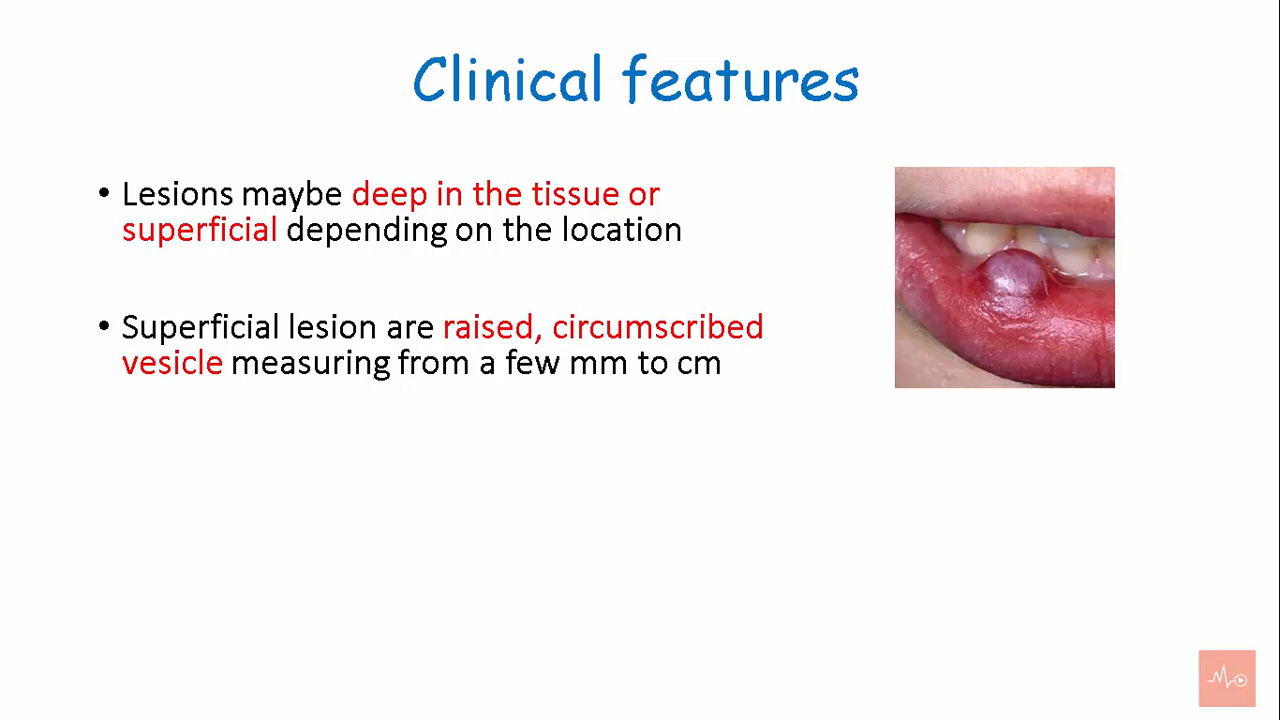 Clinical features
• Lesions maybe deep in the tissue or
superficial depending on the location
• Superficial lesion are raised, circumscribed
vesicle measuring from a few mm to cm